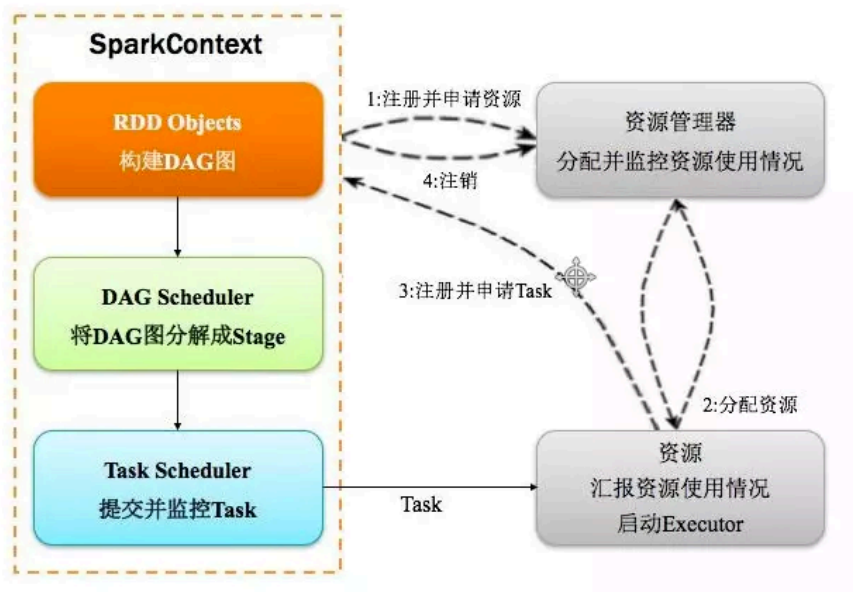 SparkContext
RDD Objects
构建DAG图
1:注册并申请资源
资源管理器
分配并监控资源使用情况
4:注销
DAG Scheduler
将DAG图分解成Stage
3:注册并申请Task
2:分配资源
Task Scheduler
提交并监控Task
Task
资源
汇报资源使用情况
启动Executor